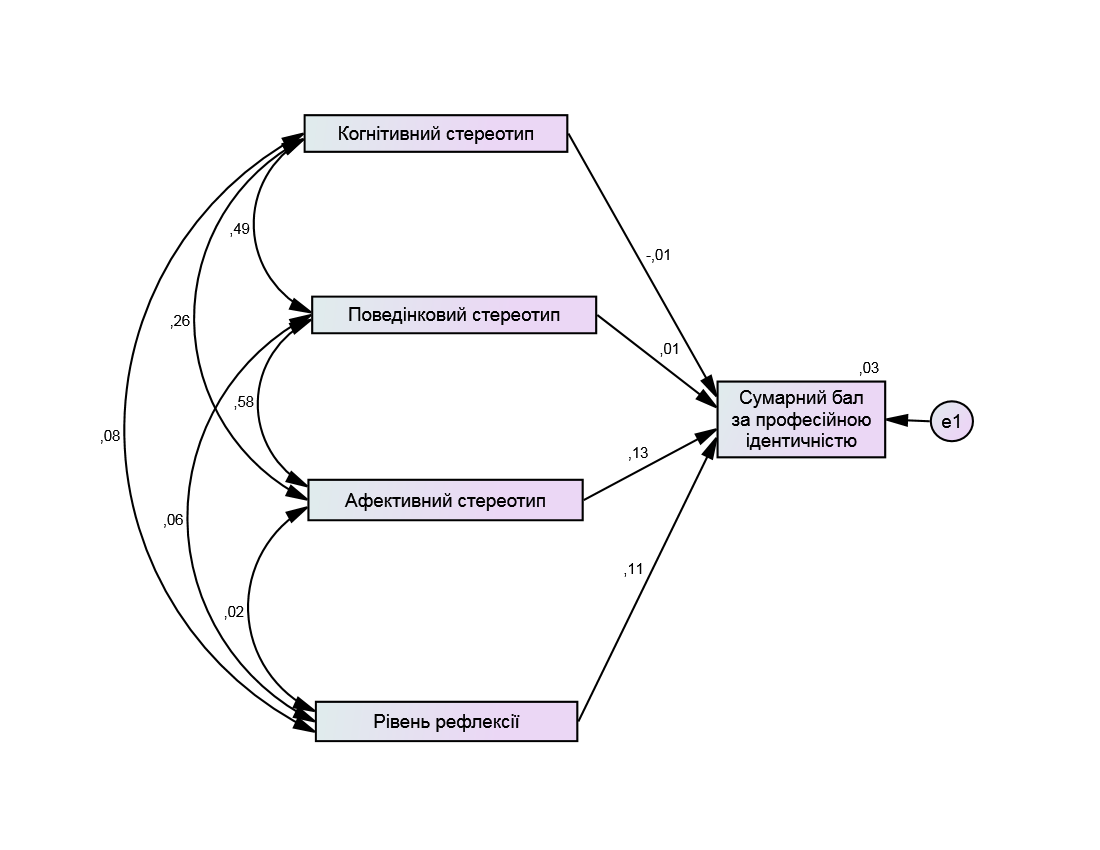 Когнітивний стереотип
,49
-,01
Поведінковий стереотип
,26
,01
,03
Сумарний бал
за професійною
ідентичністю
e1
,58
,08
,13
Афективний стереотип
,06
,11
,02
Рівень рефлексії